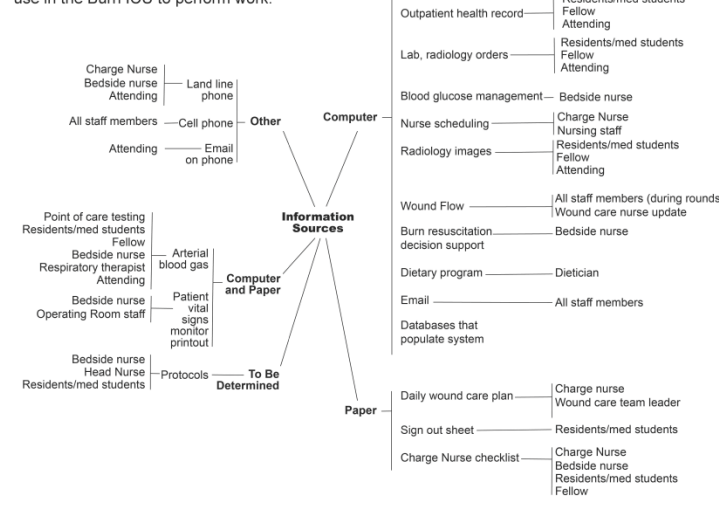 use in the Burn ICU to perform work.
Outpatient health record
Residents/med students
Fellow
Attending
Lab, radiology orders
Residents/med students
Fellow
Attending
Blood glucose management
Bedside nurse
Computer
Nurse scheduling
Charge Nurse
Nursing staff
Radiology images
Residents/med students
Fellow
Attending
Wound Flow
All staff members (during rounds
Wound care nurse update
Burn resuscitation
decision support
Bedside nurse
Dietary program
Dietician
Email
All staff members
Databases that
populate system
Charge Nurse
Bedside nurse
Attending
Land line
phone
All staff members
Cell phone
Other
Attending
Email
on phone
Information
Sources
Point of care testing
Residents/med students
Fellow
Bedside nurse
Respiratory therapist
Attending
Arterial
blood gas
Computer
and Paper
Bedside nurse
Operating Room staff
Patient
vital
signs
monitor
printout
Bedside nurse
Head Nurse
Residents/med students
Protocols
To Be
Determined
Paper
Daily wound care plan
Charge nurse
Wound care team leader
Sign out sheet
Residents/med students
Charge Nurse checklist
Charge Nurse
Bedside nurse
Residents/med students
Fellow